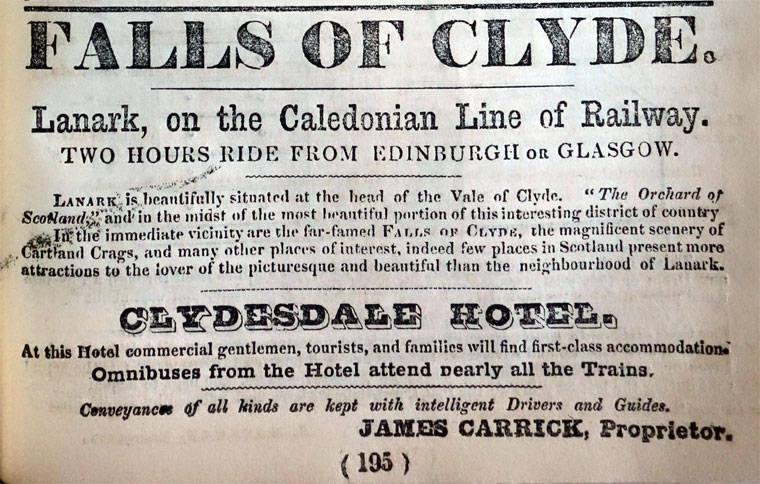 FALLS OF CLYDE.
Lanark, on the Caledonian Line of Railway.
TWO HOURS RIDE FROM EDINBURGH OR GLASGOW.
LANARK is beautifully situated at the head of the Vale of Clyde. "The Orchard of
Scotland," and in the midst of the most beautiful portion of this interesting district of country
In the immediate vicinity are the far-famed FALLS OF CLYDE, the magnificent scenery of
Cartland Crags, and many other places of interest, indeed few places in Scotland present more
attractions to the lover of the picturesque and beautiful than the neighbourhood of Lanark.
CLYDESDALE HOTEL.
At this Hotel commercial gentlemen, tourists, and families will find first-class accommodation.
Omnibuses from the Hotel attend nearly all the Trains.
Conveyances of all kinds are kept with intelligent Drivers and Guides.
JAMES CARRICK, Proprietor.
(195)